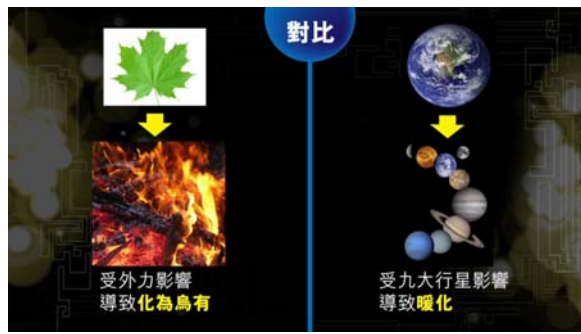 對比
受外力影響
導致化為烏有
受九大行星影響
導致暖化